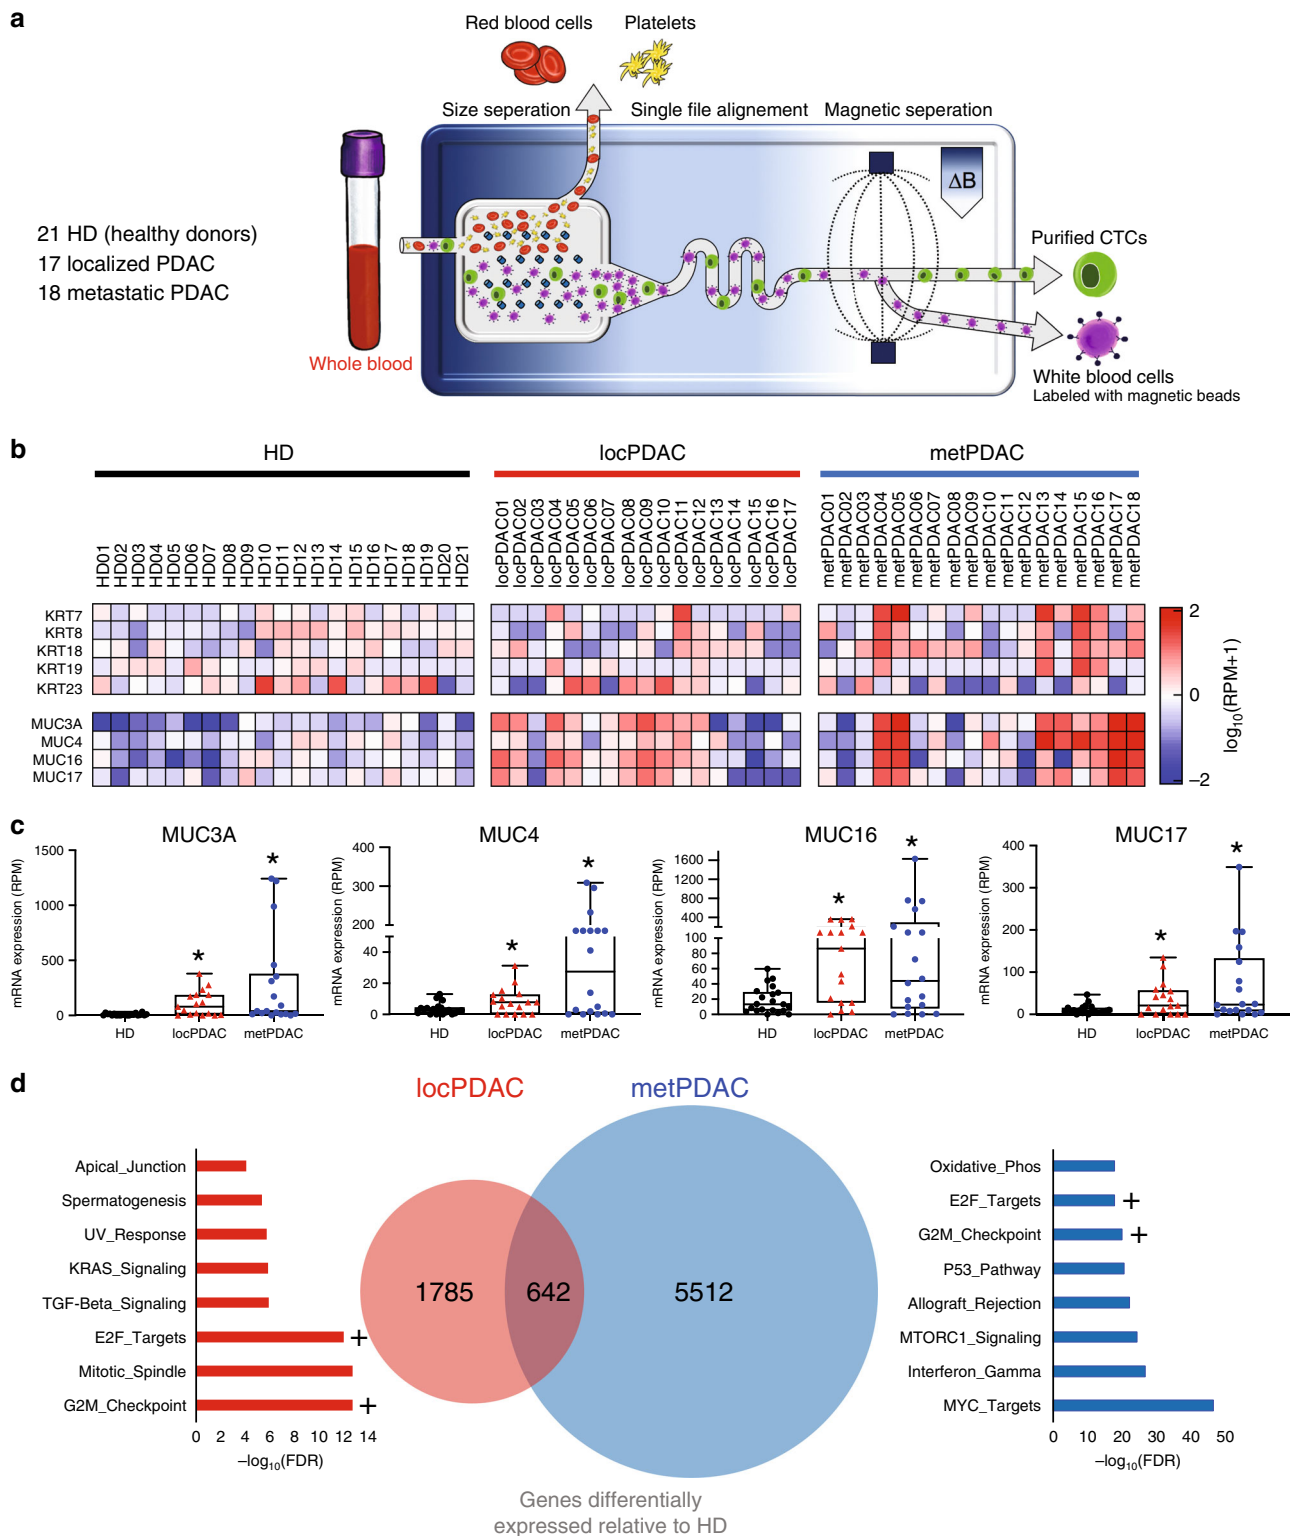 a
Red blood cells
Platelets
Size seperation
Single file alignement
Magnetic seperation
ΔB
21 HD (healthy donors)
17 localized PDAC
18 metastatic PDAC
Whole blood
Purified CTCs
White blood cells
Labeled with magnetic beads
b
HD
locPDAC
metPDAC
HD01
HD02
HD03
HD04
HD05
HD06
HD07
HD08
HD09
HD10
HD11
HD12
HD13
HD14
HD15
HD16
HD17
HD18
HD19
HD20
HD21
locPDAC01
locPDAC02
locPDAC03
locPDAC04
locPDAC05
locPDAC06
locPDAC07
locPDAC08
locPDAC09
locPDAC10
locPDAC11
locPDAC12
locPDAC13
locPDAC14
locPDAC15
locPDAC16
locPDAC17
metPDAC01
metPDAC02
metPDAC03
metPDAC04
metPDAC05
metPDAC06
metPDAC07
metPDAC08
metPDAC09
metPDAC10
metPDAC11
metPDAC12
metPDAC13
metPDAC14
metPDAC15
metPDAC16
metPDAC17
metPDAC18
KRT7
KRT8
KRT18
KRT19
KRT23
MUC3A
MUC4
MUC16
MUC17
2
0
−2
log10(RPM+1)
c
MUC3A
mRNA expression (RPM)
1500
1000
500
0
*
*
HD
locPDAC
metPDAC
MUC4
mRNA expression (RPM)
400
300
200
40
20
0
*
*
HD
locPDAC
metPDAC
MUC16
mRNA expression (RPM)
1600
1200
800
400
100
80
60
40
20
0
*
*
HD
locPDAC
metPDAC
MUC17
mRNA expression (RPM)
400
300
200
100
0
*
*
HD
locPDAC
metPDAC
d
locPDAC
metPDAC
Apical_Junction
Spermatogenesis
UV_Response
KRAS_Signaling
TGF-Beta_Signaling
E2F_Targets +
Mitotic_Spindle
G2M_Checkpoint +
0 2 4 6 8 10 12 14
−log10(FDR)
1785
642
5512
Genes differentially
expressed relative to HD
Oxidative_Phos
E2F_Targets +
G2M_Checkpoint +
P53_Pathway
Allograft_Rejection
MTORC1_Signaling
Interferon_Gamma
MYC_Targets
0 10 20 30 40 50
−log10(FDR)